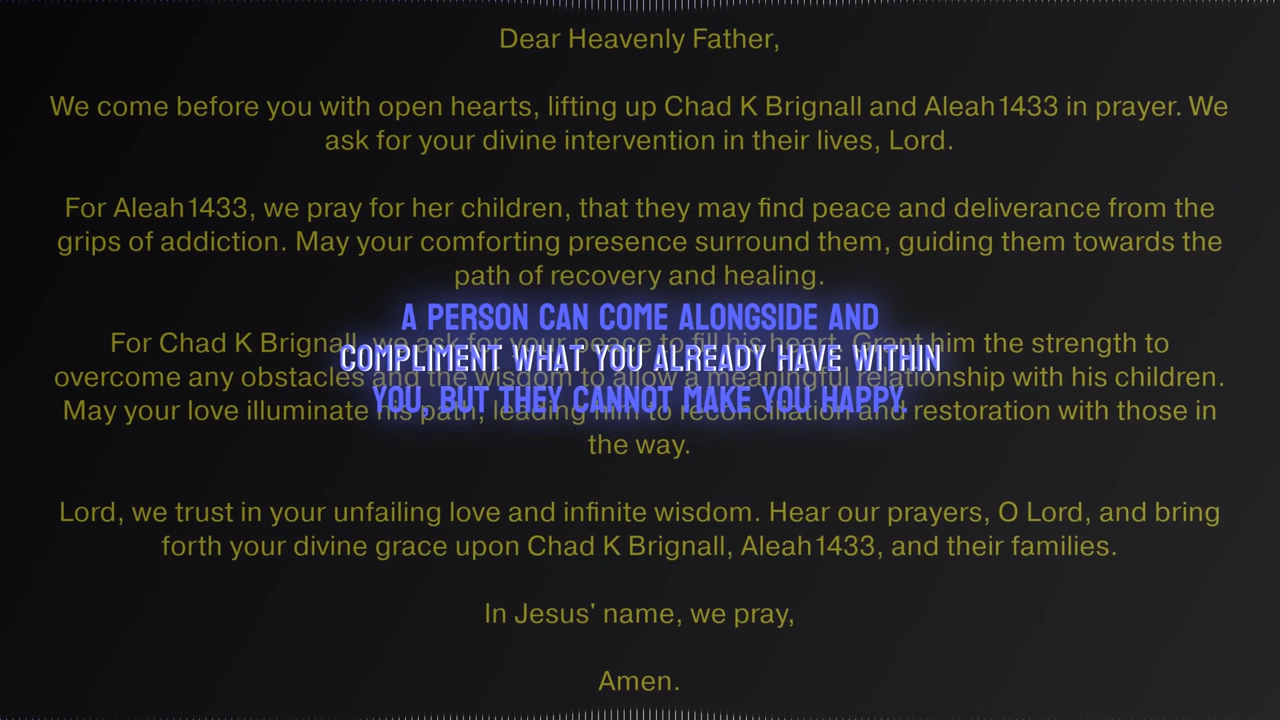 Dear Heavenly Father,
We come before you with open hearts, lifting up Chad K Brignall and Aleah1433 in prayer. We
ask for your divine intervention in their lives, Lord.
For Aleah1433, we pray for her children, that they may find peace and deliverance from the
grips of addiction. May your comforting presence surround them, guiding them towards the
path of recovery and healing.
For Chad K Brignall, we ask for your peace to fill his heart. Grant him the strength to
overcome any obstacles and the wisdom to allow a meaningful relationship with his children.
May your love illuminate his path, leading him to reconciliation and restoration with those in
the way.
Lord, we trust in your unfailing love and infinite wisdom. Hear our prayers, O Lord, and bring
forth your divine grace upon Chad K Brignall, Aleah1433, and their families.
In Jesus' name, we pray,
Amen.
A PERSON CAN COME ALONGSIDE AND
COMPLIMENT WHAT YOU ALREADY HAVE WITHIN
YOU, BUT THEY CANNOT MAKE YOU HAPPY.